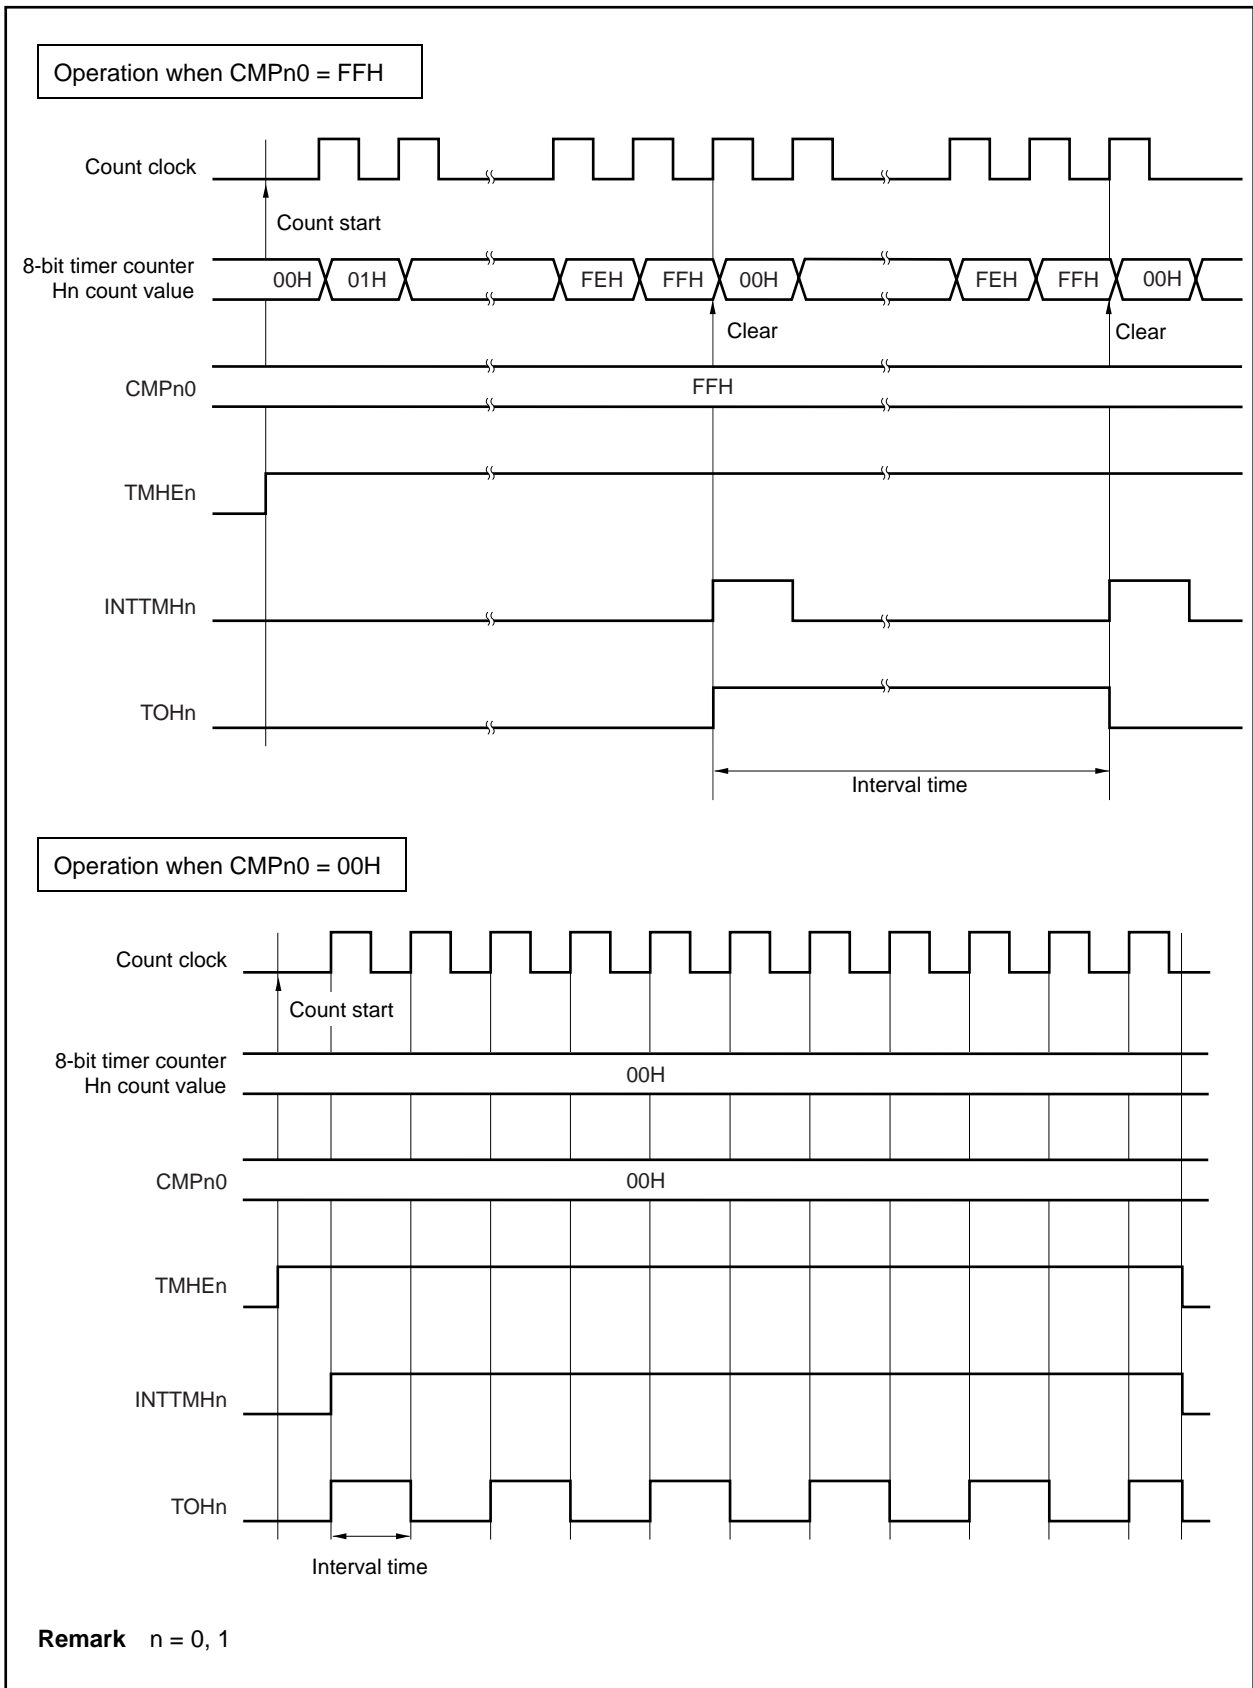 Operation when CMPn0 = FFH
Count clock
Count start
8-bit timer counter
Hn count value
00H 01H FEH FFH 00H FEH FFH 00H
Clear Clear
CMPn0 FFH
TMHEn
INTTMHn
TOHn
Interval time
Operation when CMPn0 = 00H
Count clock
Count start
8-bit timer counter
Hn count value
00H
CMPn0 00H
TMHEn
INTTMHn
TOHn
Interval time
Remark n = 0, 1